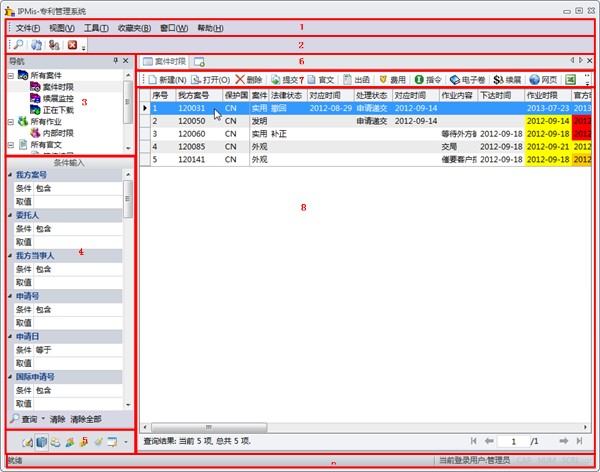 IPMis-专利管理系统
文件(F) 视图(V) 工具(T) 收藏夹(B) 窗口(W) 帮助(H) 1
2
导航
所有案件
案件时限
续展监控
正在下载
所有作业
内部时限
所有官文
3
条件输入
我方案号
条件 包含
取值
委托人
条件 包含
取值
我方当事人
条件 包含
取值
申请号
条件 包含
取值
申请日
条件 等于
取值
国际申请号
条件 包含
取值
4
查询 清除 清除全部
5
案件时限 6
新建(N) 打开(O) 删除 提交 7 官文 出函 费用 指令 电子卷 续展 网页
序号 我方案号 保护国 案件 法律状态 对应时间 处理状态 对应时间 作业内容 下达时间 作业时限 官方时
1 120031 CN 实用 撤回 2012-08-29 申请递交 2012-09-14 2013-07-23 2013
2 120050 CN 发明 申请递交 2012-09-14 2012-09-14 2012
3 120060 CN 实用 补正 等待外方 2012-09-18 2012-09-18 2012
4 120085 CN 外观 交局 2012-09-18 2012-09-21 2012
5 120141 CN 外观 催要客户 2012-09-18 2012-09-18 2012
8
查询结果: 当前 5 项, 总共 5 项.
1 /1
就绪 当前登录用户:管理员 CAP NUM SCRL